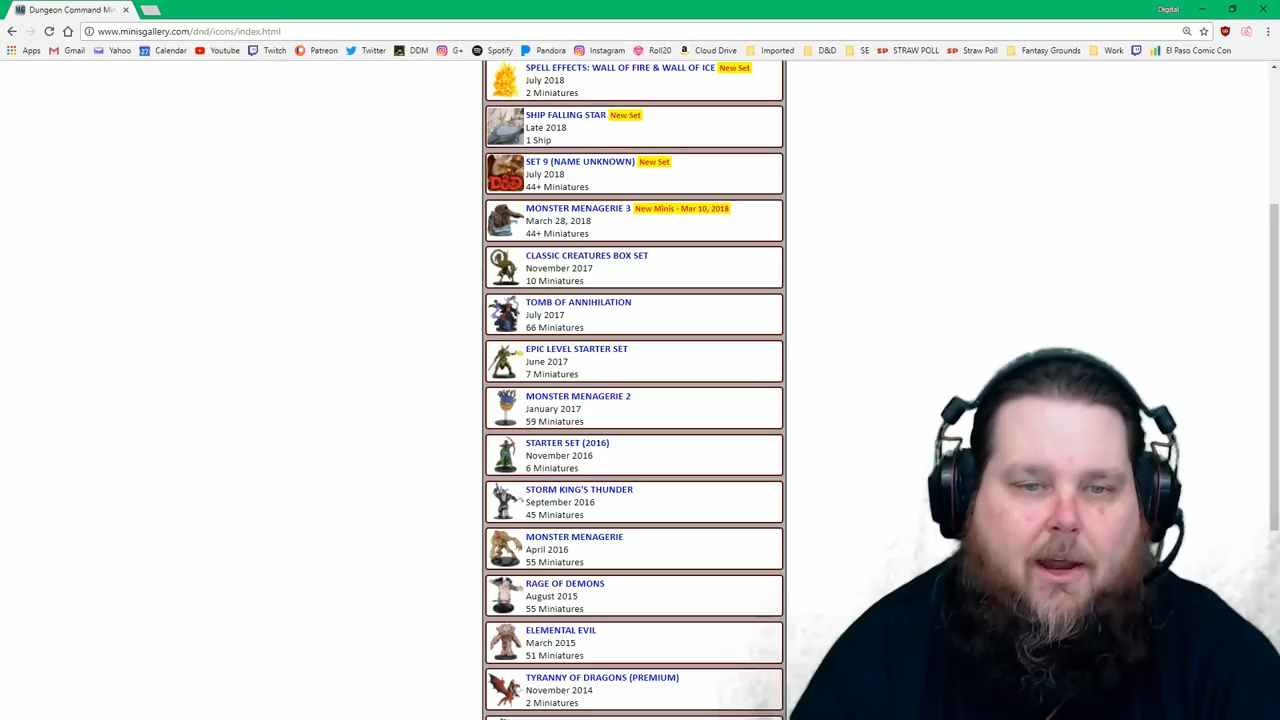 Dungeon Command Min
Digital
www.minisgallery.com/dnd/icons/index.html
Apps Gmail Yahoo Calendar Youtube Twitch Patreon Twitter DDM G+ Spotify Pandora Instagram Roll20 Cloud Drive Imported D&D SE STRAW POLL Straw Poll Fantasy Grounds Work El Paso Comic Con
SPELL EFFECTS: WALL OF FIRE & WALL OF ICE New Set
July 2018
2 Miniatures
SHIP FALLING STAR New Set
Late 2018
1 Ship
SET 9 (NAME UNKNOWN) New Set
July 2018
44+ Miniatures
MONSTER MENAGERIE 3 New Minis - Mar 10, 2018
March 28, 2018
44+ Miniatures
CLASSIC CREATURES BOX SET
November 2017
10 Miniatures
TOMB OF ANNIHILATION
July 2017
66 Miniatures
EPIC LEVEL STARTER SET
June 2017
7 Miniatures
MONSTER MENAGERIE 2
January 2017
59 Miniatures
STARTER SET (2016)
November 2016
6 Miniatures
STORM KING'S THUNDER
September 2016
45 Miniatures
MONSTER MENAGERIE
April 2016
55 Miniatures
RAGE OF DEMONS
August 2015
55 Miniatures
ELEMENTAL EVIL
March 2015
51 Miniatures
TYRANNY OF DRAGONS (PREMIUM)
November 2014
2 Miniatures